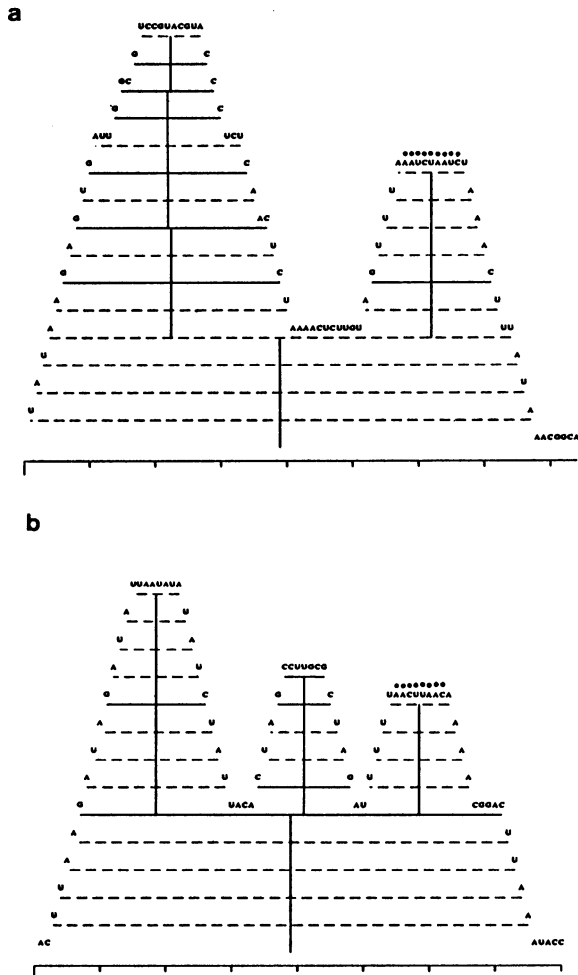 a
UCCGUACGUA
G C
GC C
G C
AUU UCU
AAAUCUAAUCU
G C
U A
U A
G AC
U A
A U
U A
G C
G C
A U
A U
A AAAACUCUUGU UU
U A
A U
U A
AACGGCA
b
UUAAUAUA
A U
U A
A U
CCUUGCG
G C
G C
UAACUUAACA
A U
A U
U A
U A
U A
U A
A U
C G
U A
G UACA AU CGGAC
A U
A U
U A
U A
AC AUACC